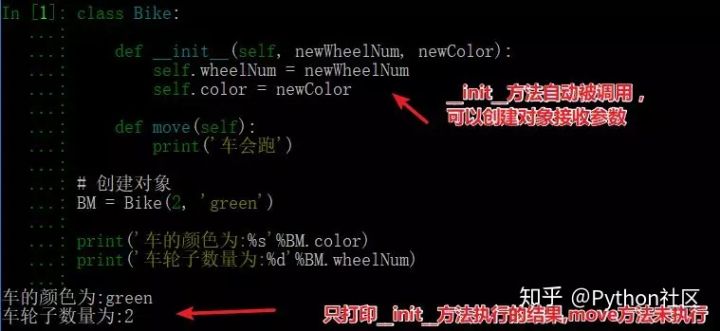 In [1]: class Bike:
   ...:
   ...:     def __init__(self, newWheelNum, newColor):
   ...:         self.wheelNum = newWheelNum
   ...:         self.color = newColor
   ...:
   ...:     def move(self):
   ...:         print('车会跑')
   ...:
   ...: # 创建对象
   ...: BM = Bike(2, 'green')
   ...:
   ...: print('车的颜色为:%s'%BM.color)
   ...: print('车轮子数量为:%d'%BM.wheelNum)
   ...:
__init__方法自动被调用，
可以创建对象接收参数
车的颜色为:green
车轮子数量为:2
只打印__init__方法执行的结果,move方法未执行
知乎 @Python社区